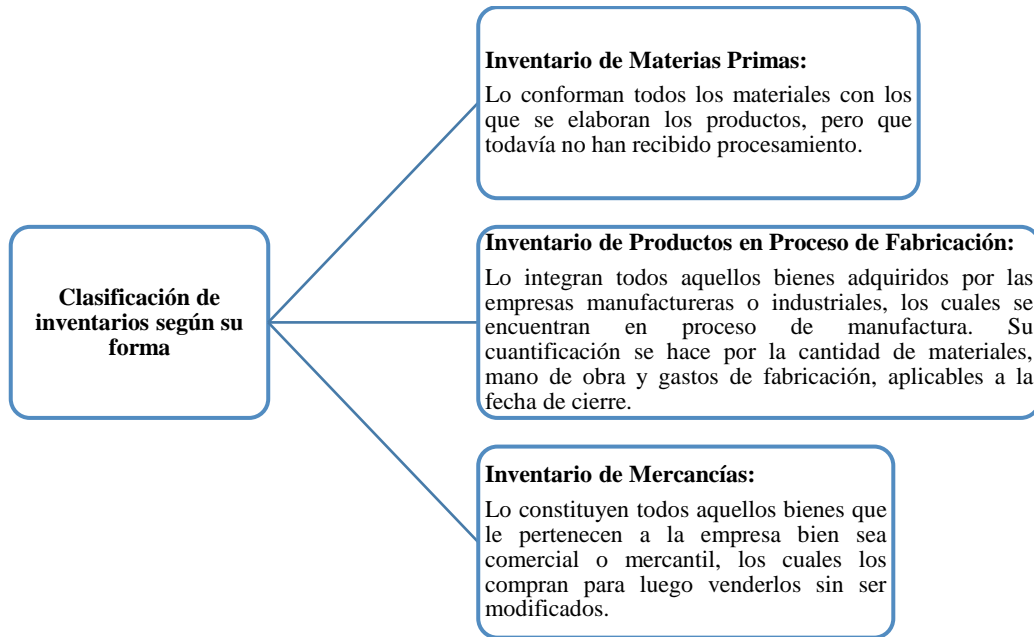 Clasificación de
inventarios según su
forma
Inventario de Materias Primas:
Lo conforman todos los materiales con los
que se elaboran los productos, pero que
todavía no han recibido procesamiento.
Inventario de Productos en Proceso de Fabricación:
Lo integran todos aquellos bienes adquiridos por las
empresas manufactureras o industriales, los cuales se
encuentran en proceso de manufactura. Su
cuantificación se hace por la cantidad de materiales,
mano de obra y gastos de fabricación, aplicables a la
fecha de cierre.
Inventario de Mercancías:
Lo constituyen todos aquellos bienes que
le pertenecen a la empresa bien sea
comercial o mercantil, los cuales los
compran para luego venderlos sin ser
modificados.